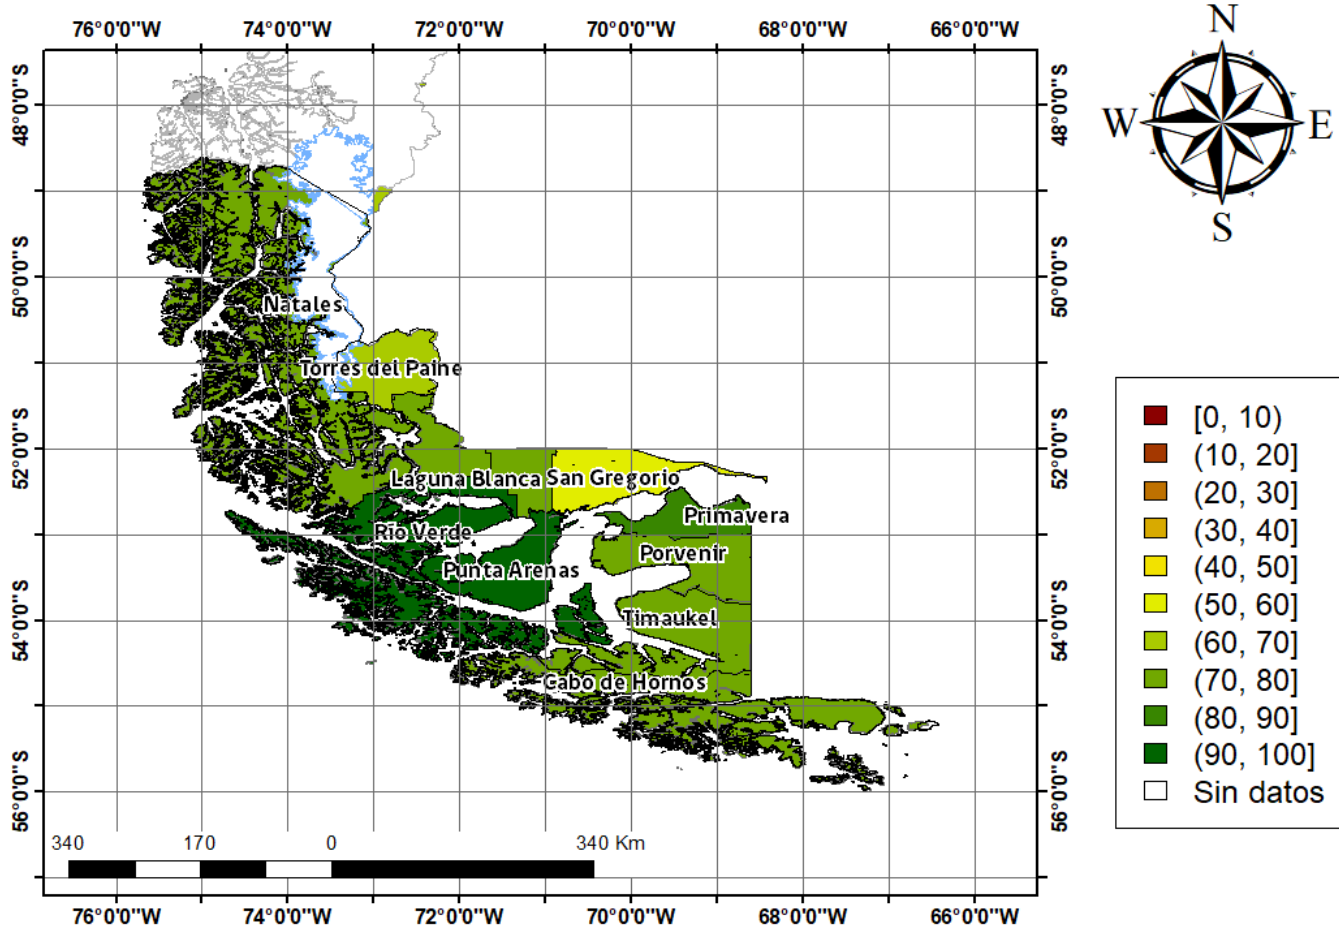 76°0'0"W 74°0'0"W 72°0'0"W 70°0'0"W 68°0'0"W 66°0'0"W
N
W E
S
48°0'0"S 48°0'0"S
50°0'0"S 50°0'0"S
52°0'0"S 52°0'0"S
54°0'0"S 54°0'0"S
56°0'0"S 56°0'0"S
Natales
Torres del Paine
Laguna Blanca San Gregorio
Primavera
Río Verde
Porvenir
Punta Arenas
Timaukel
Cabo de Hornos
[0, 10)
(10, 20]
(20, 30]
(30, 40]
(40, 50]
(50, 60]
(60, 70]
(70, 80]
(80, 90]
(90, 100]
Sin datos
340 170 0 340 Km
76°0'0"W 74°0'0"W 72°0'0"W 70°0'0"W 68°0'0"W 66°0'0"W